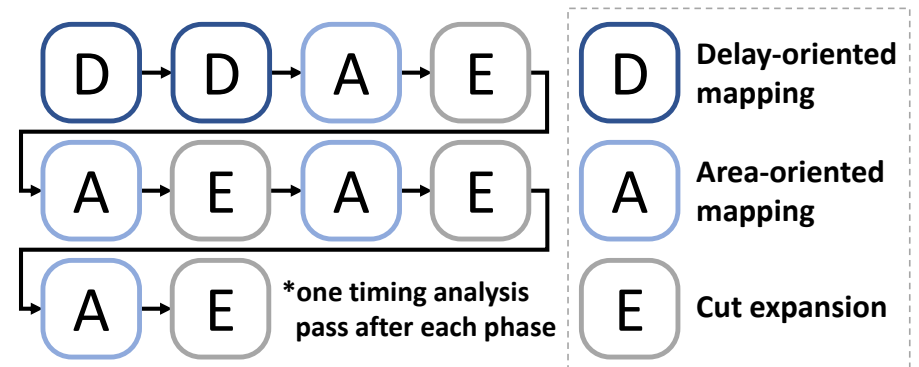 D D A E
A E A E
A E
*one timing analysis
pass after each phase
D Delay-oriented
mapping
A Area-oriented
mapping
E Cut expansion